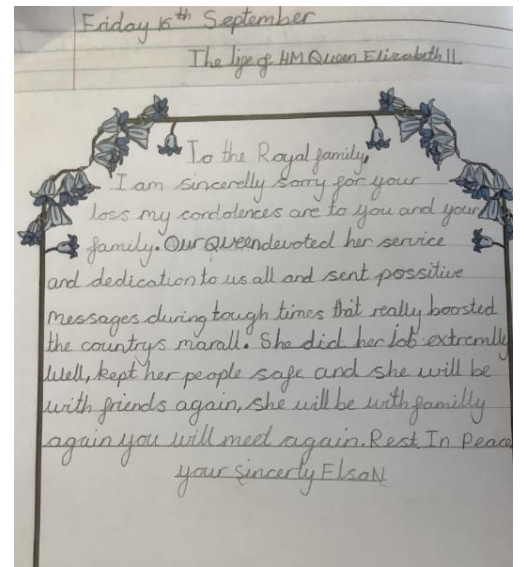 Friday 16th September
The life of HM Queen Elizabeth II.
To the Royal family,
I am sincerelly sorry for your
loss my condolences are to you and your
family. Our Queen devoted her service
and dedication to us all and sent possitive
messages during tough times that really boosted
the countrys marall. She did her job extremlly
well, kept her people safe and she will be
with friends again, she will be with familly
again you will meet again. Rest In Peace
your sincerly Elsa N